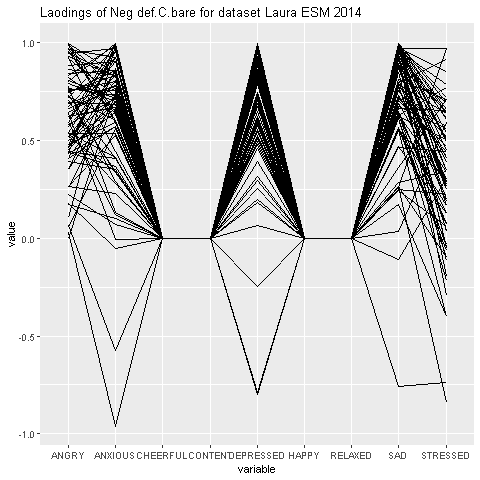 Laodings of Neg def.C.bare for dataset Laura ESM 2014
1.0
0.5
0.0
-0.5
-1.0
value
ANGRY ANXIOUS CHEERFUL CONTENT DEPRESSED HAPPY RELAXED SAD STRESSED
variable